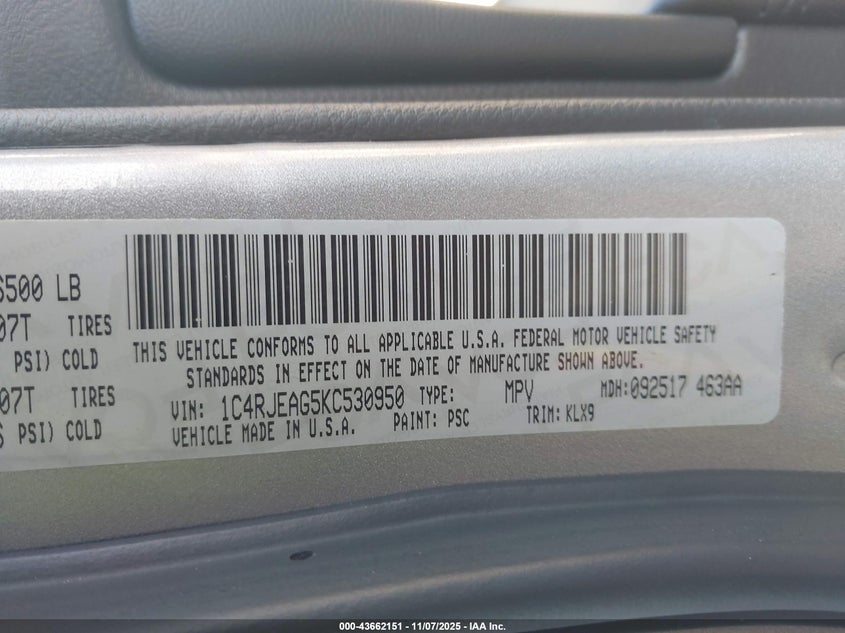 6500 LB
07T TIRES
PSI) COLD
07T TIRES
PSI) COLD
THIS VEHICLE CONFORMS TO ALL APPLICABLE U.S.A. FEDERAL MOTOR VEHICLE SAFETY
STANDARDS IN EFFECT ON THE DATE OF MANUFACTURE SHOWN ABOVE.
VIN: 1C4RJEAG5KC530950 TYPE: MPV MDH:092517 463AA
VEHICLE MADE IN U.S.A. PAINT: PSC TRIM: KLX9
000-43662151 - 11/07/2025 - IAA Inc.